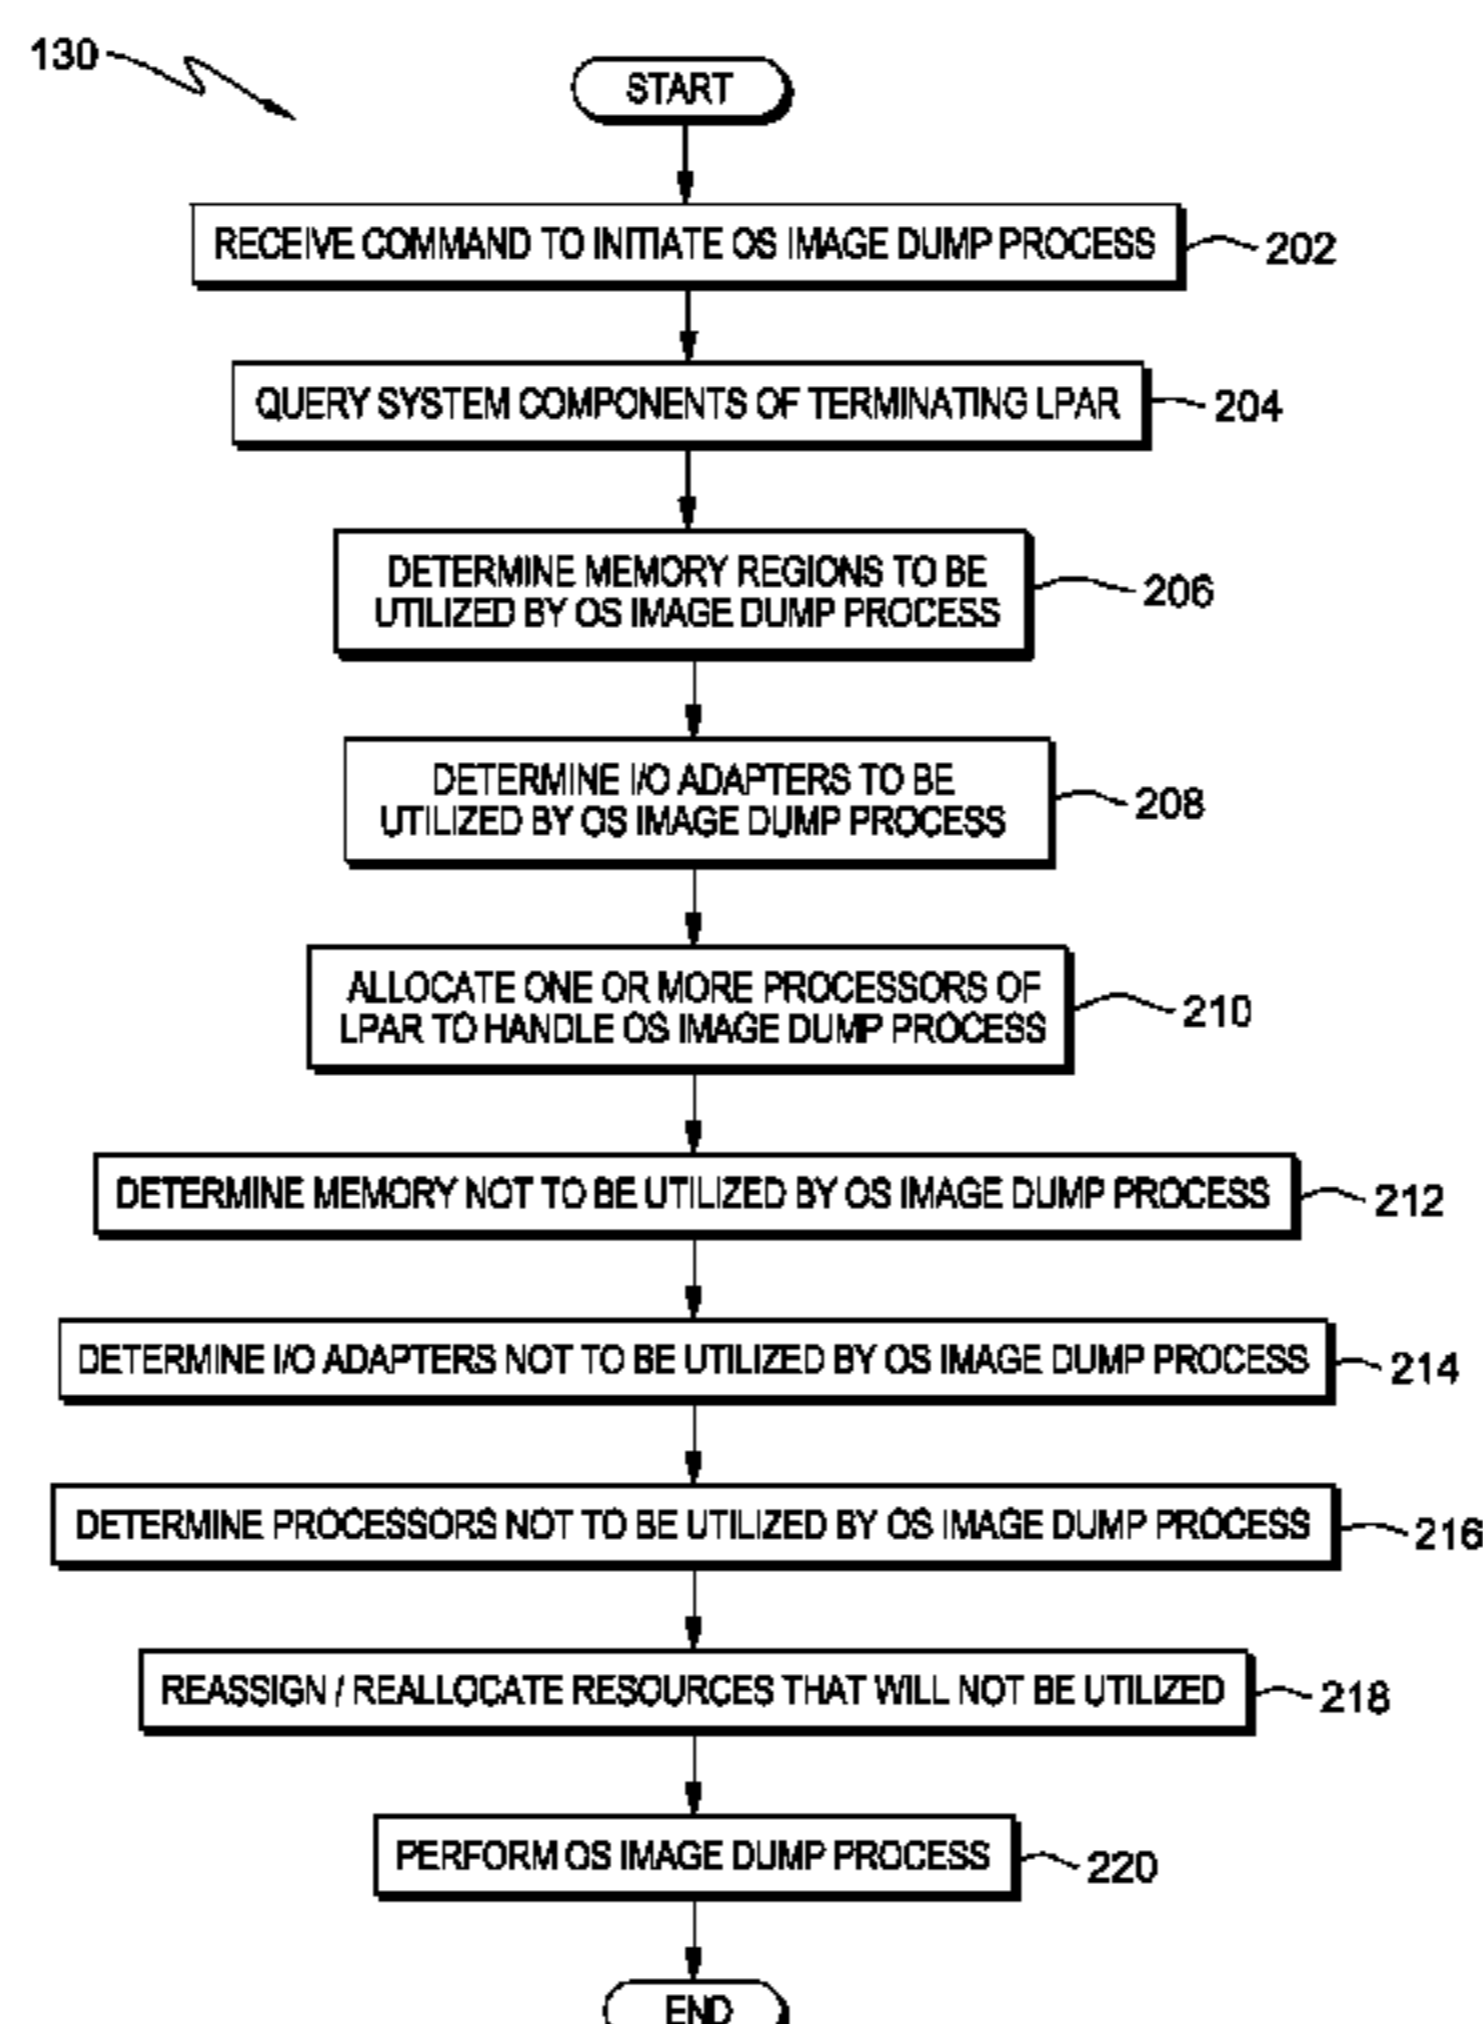 130
START
RECEIVE COMMAND TO INITIATE OS IMAGE DUMP PROCESS
202
QUERY SYSTEM COMPONENTS OF TERMINATING LPAR
204
DETERMINE MEMORY REGIONS TO BE
UTILIZED BY OS IMAGE DUMP PROCESS
206
DETERMINE I/O ADAPTERS TO BE
UTILIZED BY OS IMAGE DUMP PROCESS
208
ALLOCATE ONE OR MORE PROCESSORS OF
LPAR TO HANDLE OS IMAGE DUMP PROCESS
210
DETERMINE MEMORY NOT TO BE UTILIZED BY OS IMAGE DUMP PROCESS
212
DETERMINE I/O ADAPTERS NOT TO BE UTILIZED BY OS IMAGE DUMP PROCESS
214
DETERMINE PROCESSORS NOT TO BE UTILIZED BY OS IMAGE DUMP PROCESS
216
REASSIGN / REALLOCATE RESOURCES THAT WILL NOT BE UTILIZED
218
PERFORM OS IMAGE DUMP PROCESS
220
END